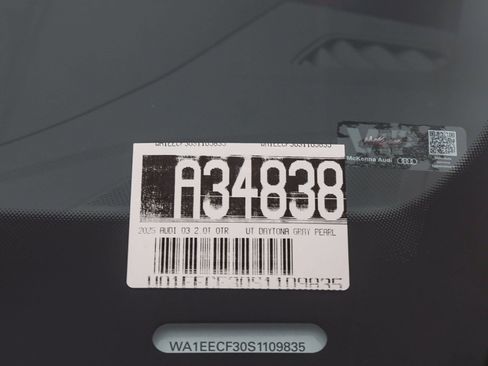 WA1EECF30S1109835
A34838
2025 AUDI Q3 2.0T QTR UT DAYTONA GRAY PEARL
WA1EECF30S1109835
McKenna Audi
WA1EECF30S1109835